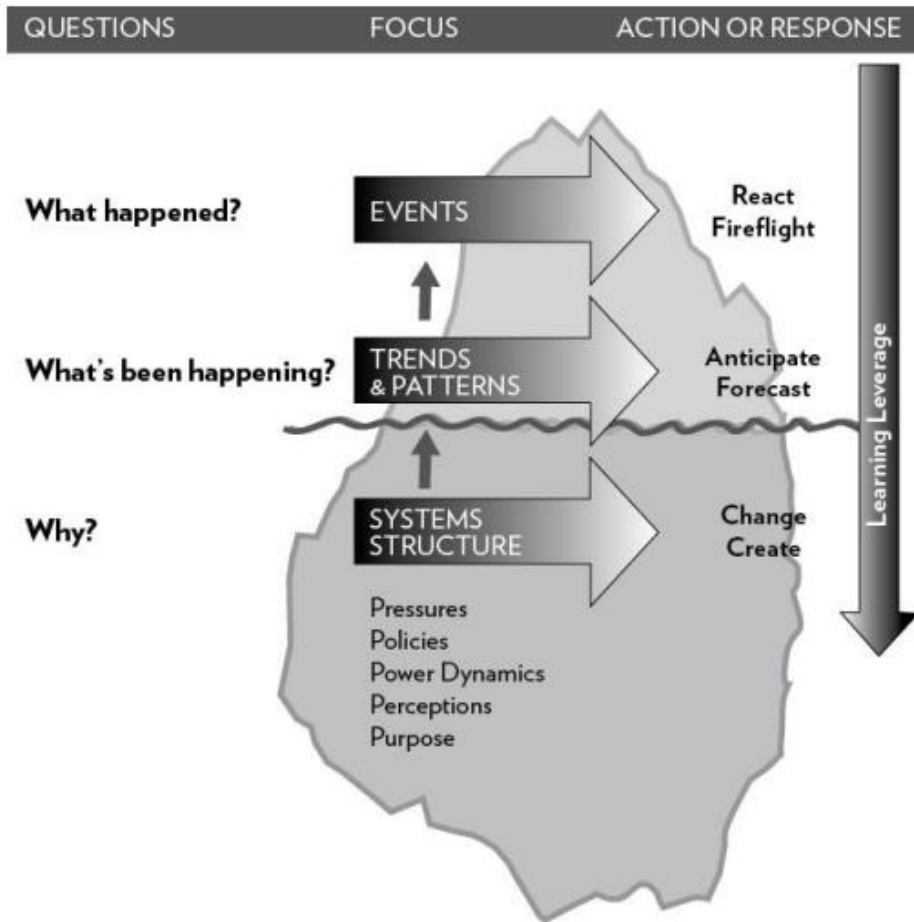 QUESTIONS FOCUS ACTION OR RESPONSE
What happened?
EVENTS
React
Fireflight
What's been happening?
TRENDS
& PATTERNS
Anticipate
Forecast
Why?
SYSTEMS
STRUCTURE
Change
Create
Pressures
Policies
Power Dynamics
Perceptions
Purpose
Learning Leverage